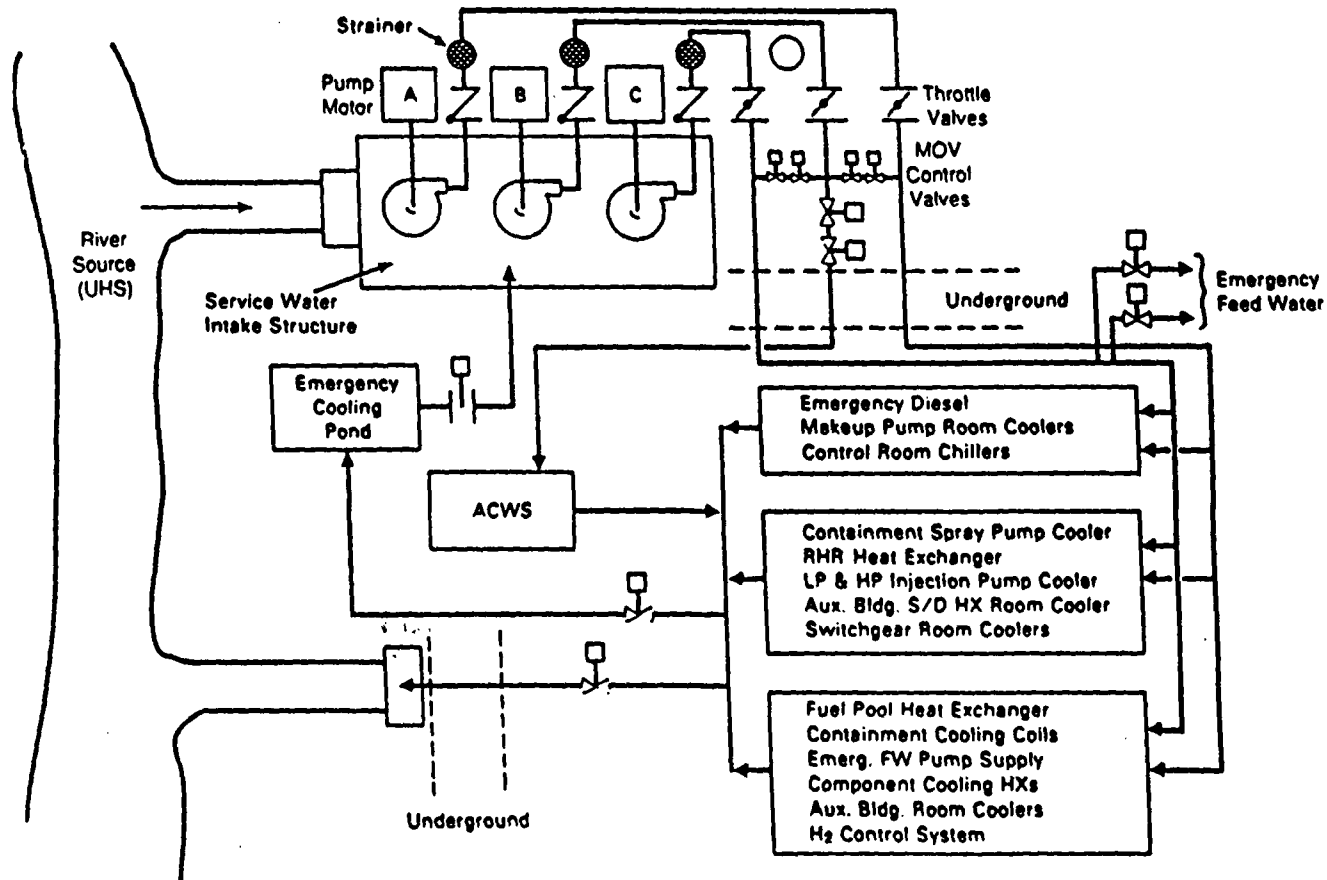 Strainer
Pump
Motor
A
B
C
Throttle
Valves
MOV
Control
Valves
River
Source
(UHS)
Service Water
Intake Structure
Underground
Emergency
Feed Water
Emergency
Cooling
Pond
Emergency Diesel
Makeup Pump Room Coolers
Control Room Chillers
ACWS
Containment Spray Pump Cooler
RHR Heat Exchanger
LP & HP Injection Pump Cooler
Aux. Bldg. S/D HX Room Cooler
Switchgear Room Coolers
Fuel Pool Heat Exchanger
Containment Cooling Coils
Emerg. FW Pump Supply
Component Cooling HXs
Aux. Bldg. Room Coolers
H₂ Control System
Underground